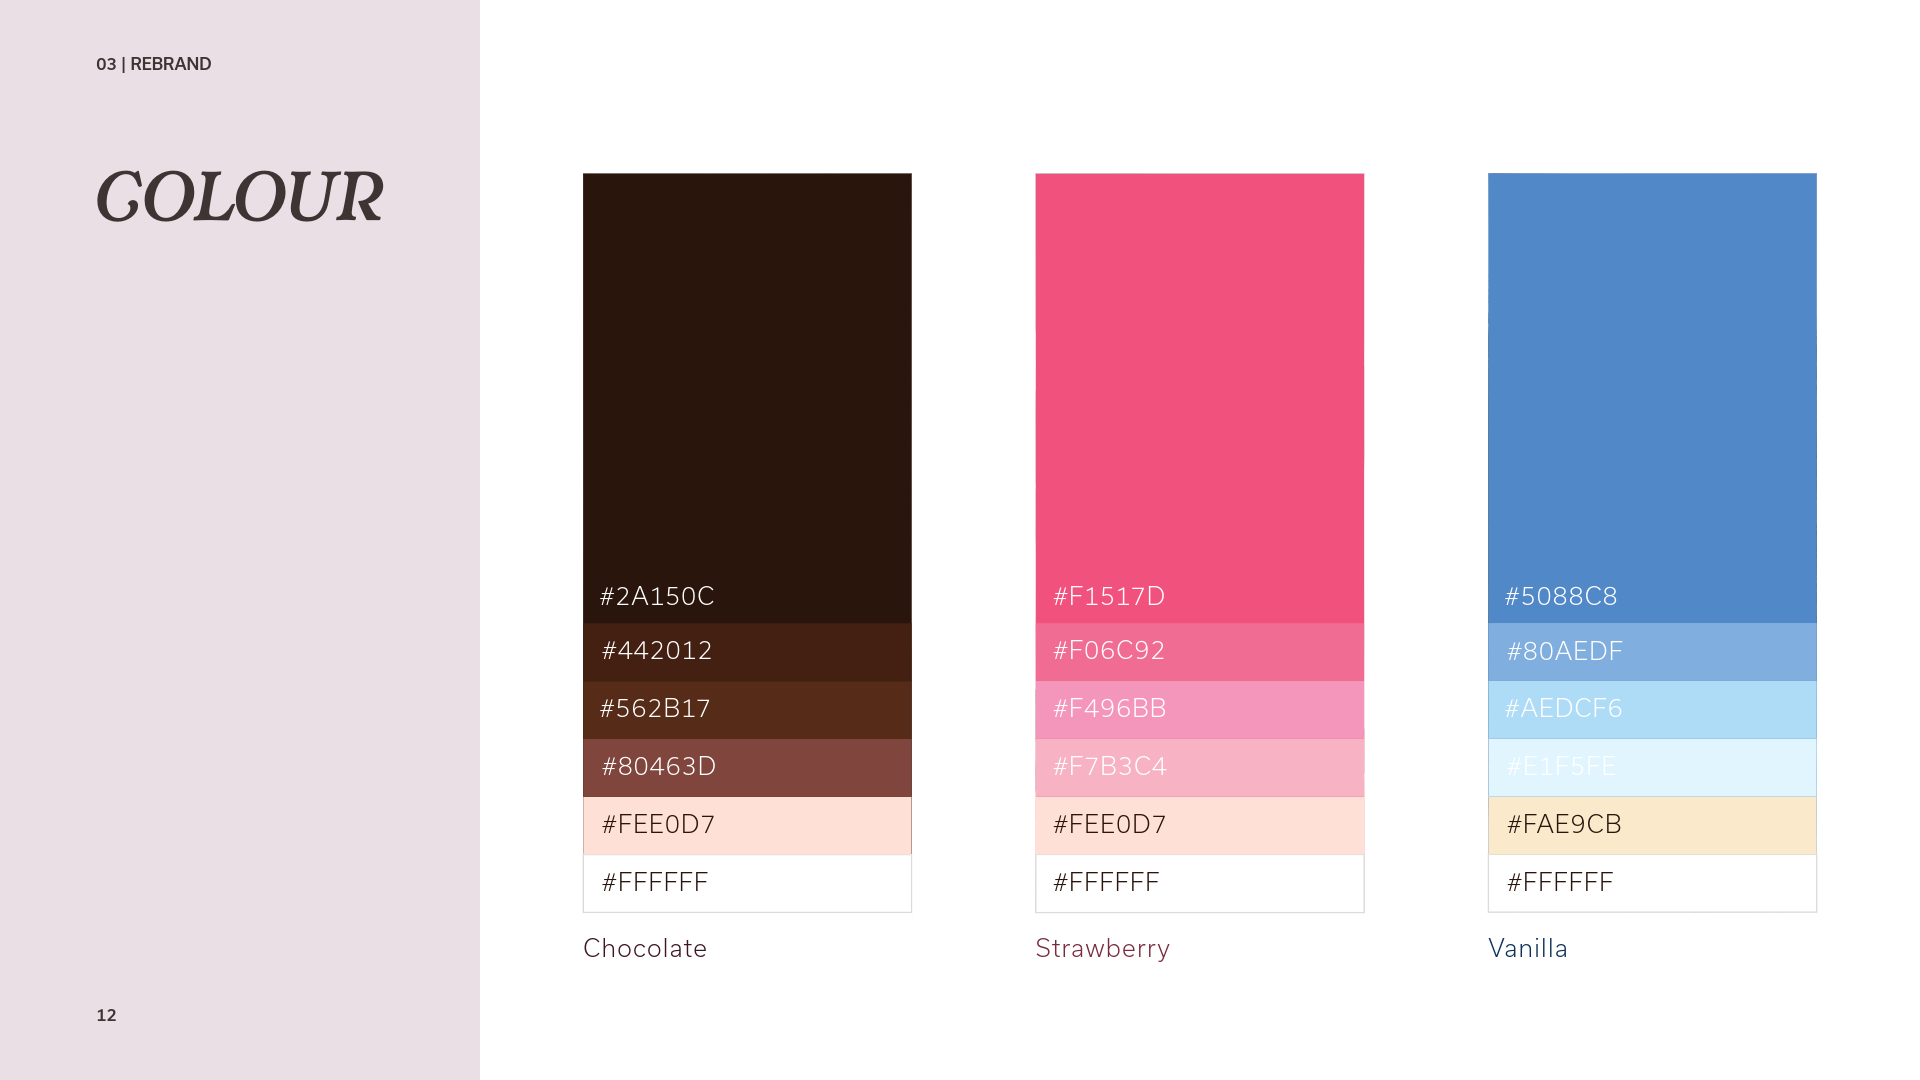 03 | REBRAND
COLOUR
#2A150C
#442012
#562B17
#80463D
#FEE0D7
#FFFFFF
Chocolate
#F1517D
#F06C92
#F496BB
#F7B3C4
#FEE0D7
#FFFFFF
Strawberry
#5088C8
#80AEDF
#AEDCF6
#E1F5FE
#FAE9CB
#FFFFFF
Vanilla
12